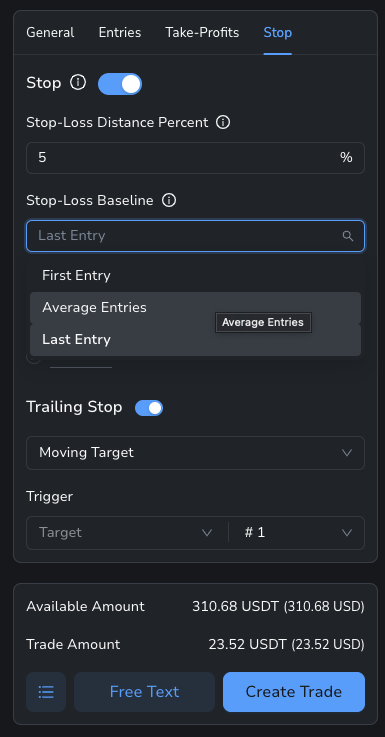 General Entries Take-Profits Stop
Stop
Stop-Loss Distance Percent
5 %
Stop-Loss Baseline
Last Entry
First Entry
Average Entries
Average Entries
Last Entry
Trailing Stop
Moving Target
Trigger
Target # 1
Available Amount 310.68 USDT (310.68 USD)
Trade Amount 23.52 USDT (23.52 USD)
Free Text Create Trade